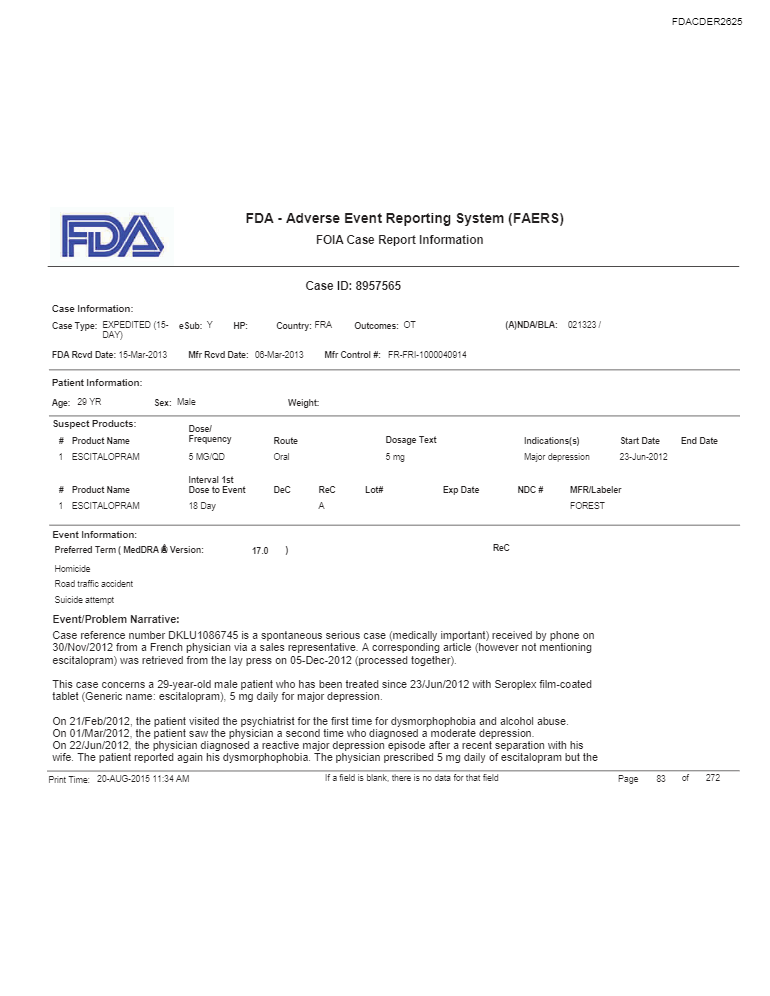 FDACDER2625
FDA
FDA - Adverse Event Reporting System (FAERS)
FOIA Case Report Information
Case ID: 8957565
Case Information:
Case Type: EXPEDITED (15-DAY) eSub: Y HP: Country: FRA Outcomes: OT (A)NDA/BLA: 021323 /
FDA Rcvd Date: 15-Mar-2013 Mfr Rcvd Date: 06-Mar-2013 Mfr Control #: FR-FRI-1000040914
Patient Information:
Age: 29 YR Sex: Male Weight:
Suspect Products:
# Product Name Dose/Frequency Route Dosage Text Indications(s) Start Date End Date
1 ESCITALOPRAM 5 MG/QD Oral 5 mg Major depression 23-Jun-2012
# Product Name Interval 1st Dose to Event DeC ReC Lot# Exp Date NDC # MFR/Labeler
1 ESCITALOPRAM 18 Day A FOREST
Event Information:
Preferred Term ( MedDRA Version: 17.0 ) ReC
Homicide
Road traffic accident
Suicide attempt
Event/Problem Narrative:
Case reference number DKLU1086745 is a spontaneous serious case (medically important) received by phone on
30/Nov/2012 from a French physician via a sales representative. A corresponding article (however not mentioning
escitalopram) was retrieved from the lay press on 05-Dec-2012 (processed together).
This case concerns a 29-year-old male patient who has been treated since 23/Jun/2012 with Seroplex film-coated
tablet (Generic name: escitalopram), 5 mg daily for major depression.
On 21/Feb/2012, the patient visited the psychiatrist for the first time for dysmorphophobia and alcohol abuse.
On 01/Mar/2012, the patient saw the physician a second time who diagnosed a moderate depression.
On 22/Jun/2012, the physician diagnosed a reactive major depression episode after a recent separation with his
wife. The patient reported again his dysmorphophobia. The physician prescribed 5 mg daily of escitalopram but the
Print Time: 20-AUG-2015 11:34 AM If a field is blank, there is no data for that field Page 83 of 272